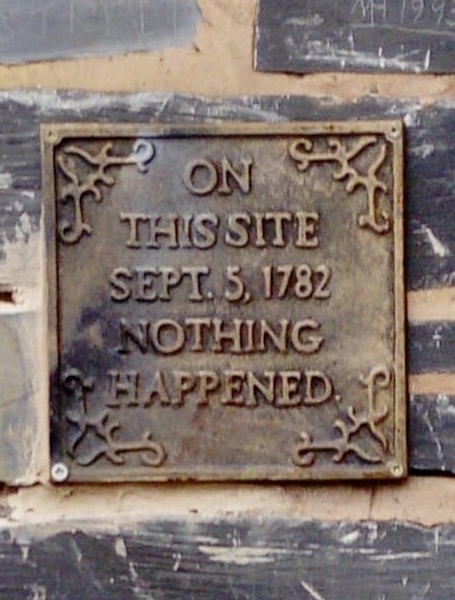 ON
THIS SITE
SEPT. 5, 1782
NOTHING
HAPPENED.